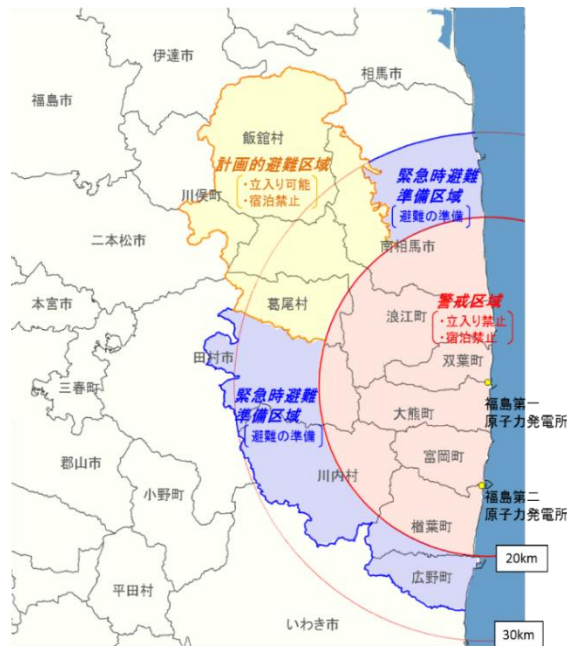 伊達市
相馬市
福島市
飯舘村
計画的避難区域
・立入り可能
・宿泊禁止
川俣町
緊急時避難
準備区域
避難の準備
二本松市
南相馬市
本宮市
葛尾村
浪江町
警戒区域
・立入り禁止
・宿泊禁止
田村市
双葉町
三春町
緊急時避難
準備区域
避難の準備
大熊町
福島第一
原子力発電所
郡山市
小野町
川内村
富岡町
福島第二
原子力発電所
楢葉町
20km
平田村
広野町
いわき市
30km